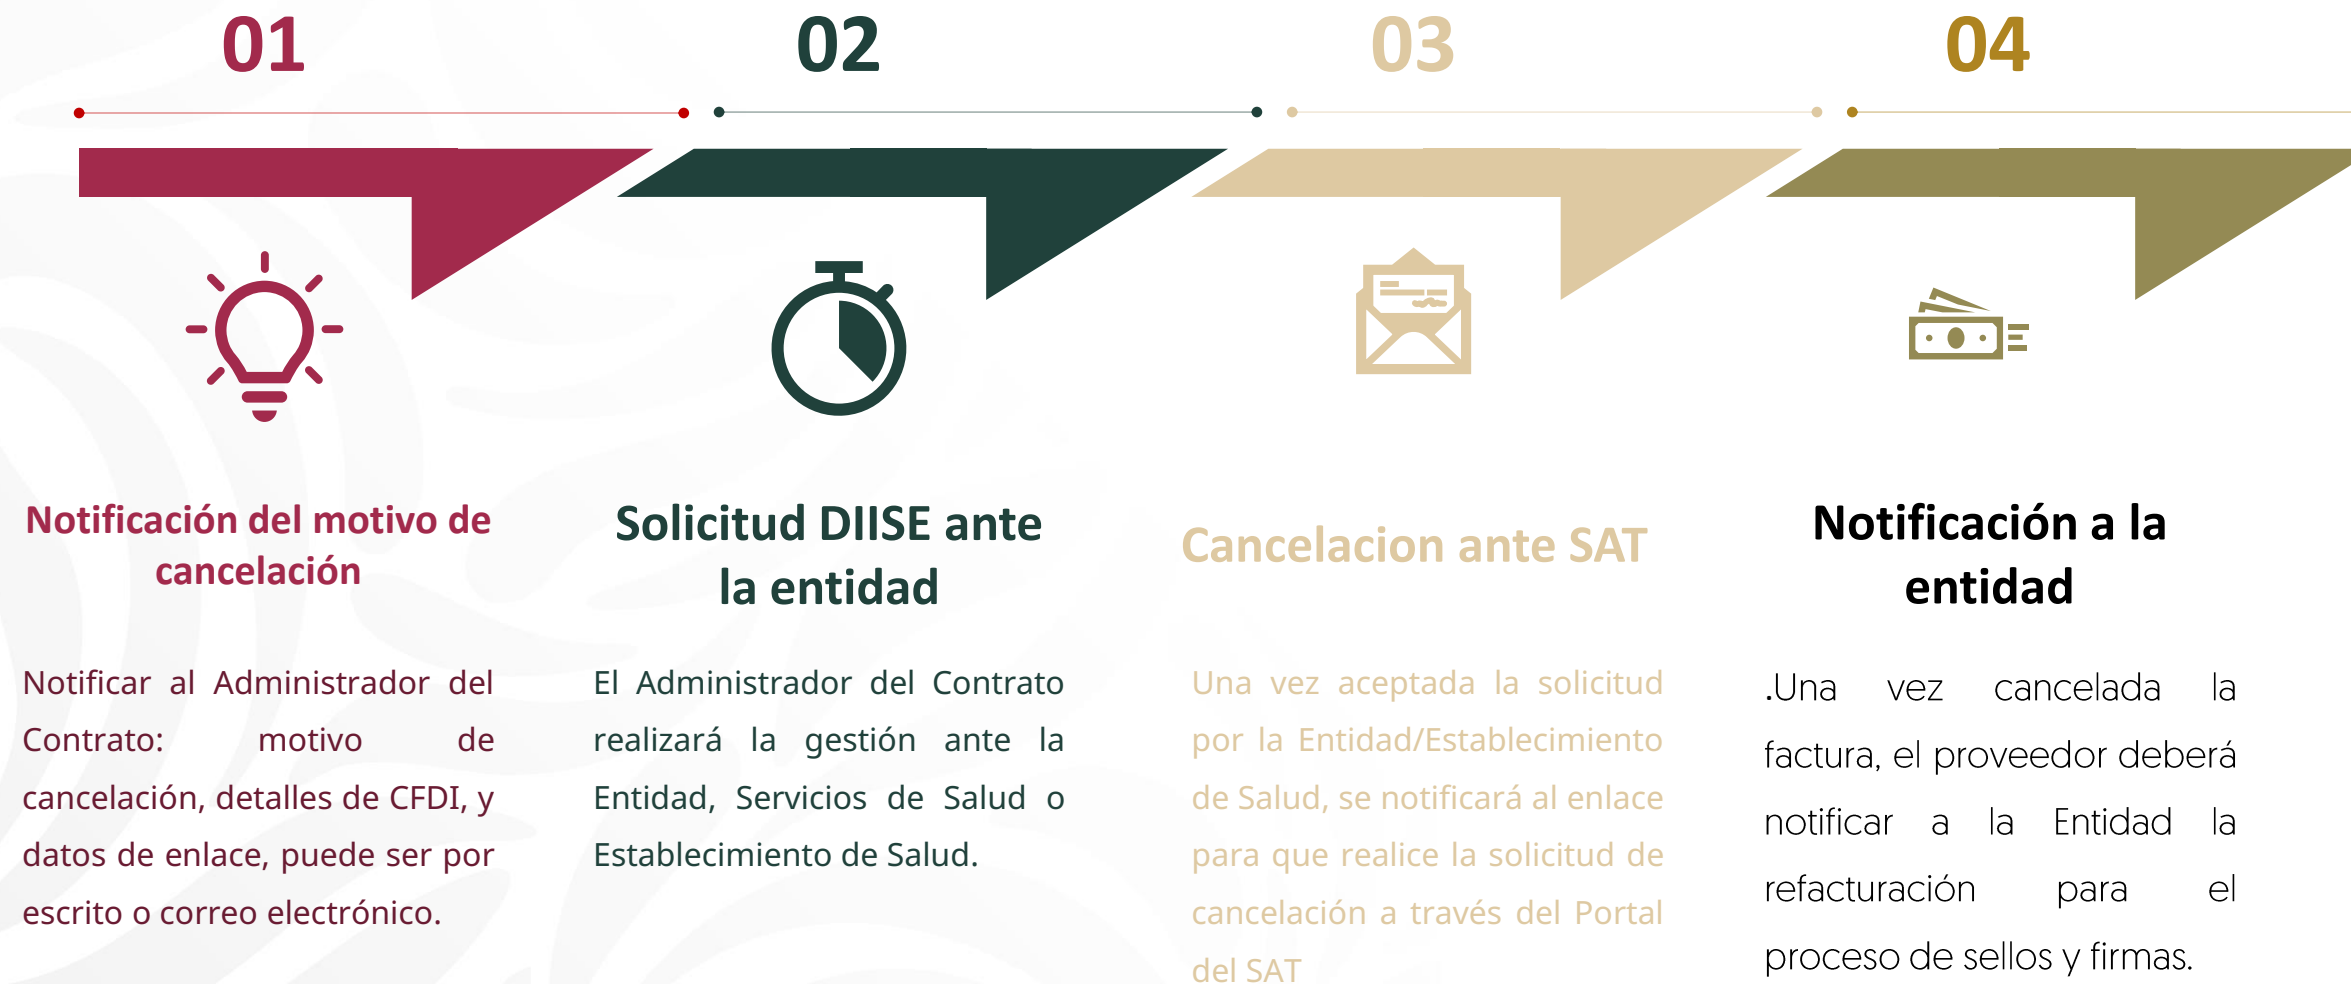 01
Notificación del motivo de
cancelación
Notificar al Administrador del
Contrato: motivo de
cancelación, detalles de CFDI, y
datos de enlace, puede ser por
escrito o correo electrónico.
02
Solicitud DIISE ante
la entidad
El Administrador del Contrato
realizará la gestión ante la
Entidad, Servicios de Salud o
Establecimiento de Salud.
03
Cancelacion ante SAT
Una vez aceptada la solicitud
por la Entidad/Establecimiento
de Salud, se notificará al enlace
para que realice la solicitud de
cancelación a través del Portal
del SAT
04
Notificación a la
entidad
.Una vez cancelada la
factura, el proveedor deberá
notificar a la Entidad la
refacturación para el
proceso de sellos y firmas.